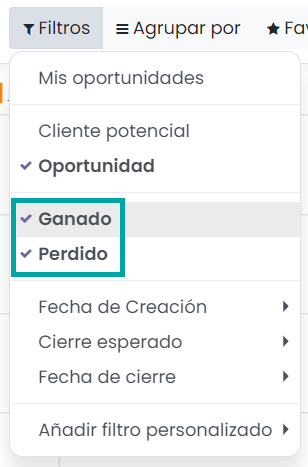 Filtros Agrupar por Fav
Mis oportunidades
Cliente potencial
Oportunidad
Ganado
Perdido
Fecha de Creación
Cierre esperado
Fecha de cierre
Añadir filtro personalizado